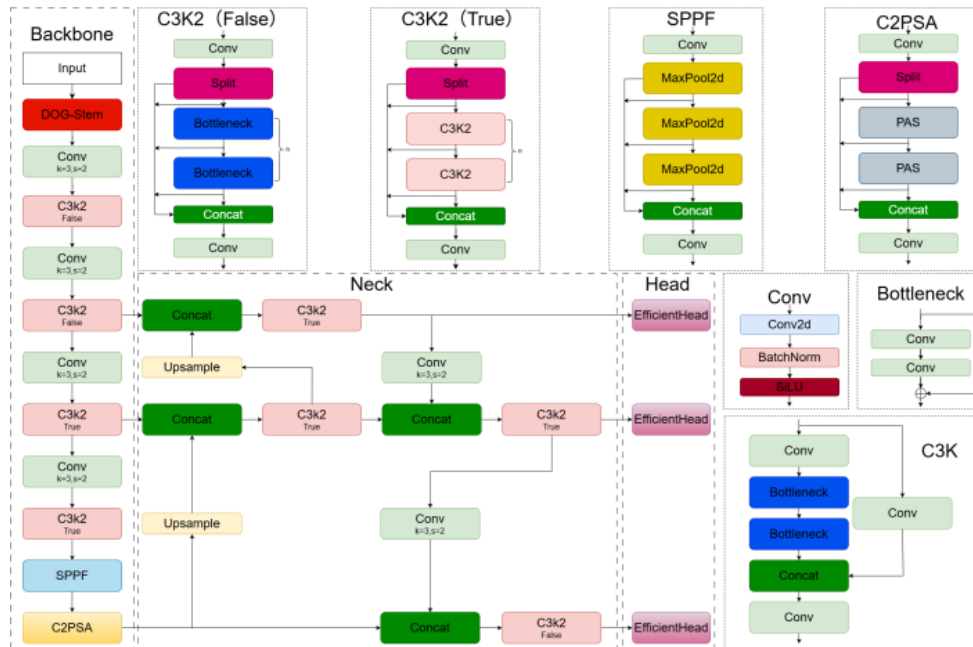 Backbone
Input
DOG-Stem
Conv
k=3,s=2
C3k2
False
Conv
k=3,s=2
C3k2
False
Conv
k=3,s=2
C3k2
True
Conv
k=3,s=2
C3k2
True
SPPF
C2PSA
C3K2（False）
Conv
Split
Bottleneck
Bottleneck
n
Concat
Conv
C3K2（True）
Conv
Split
C3K2
C3K2
n
Concat
Conv
SPPF
Conv
MaxPool2d
MaxPool2d
MaxPool2d
Concat
Conv
C2PSA
Conv
Split
PAS
PAS
Concat
Conv
Neck
Concat
C3k2
True
Upsample
Conv
k=3,s=2
Concat
C3k2
True
Concat
C3k2
True
Upsample
Conv
k=3,s=2
Concat
C3k2
False
Head
EfficientHead
EfficientHead
EfficientHead
Conv
Conv2d
BatchNorm
SiLU
Bottleneck
Conv
Conv
C3K
Conv
Bottleneck
Bottleneck
Conv
Concat
Conv